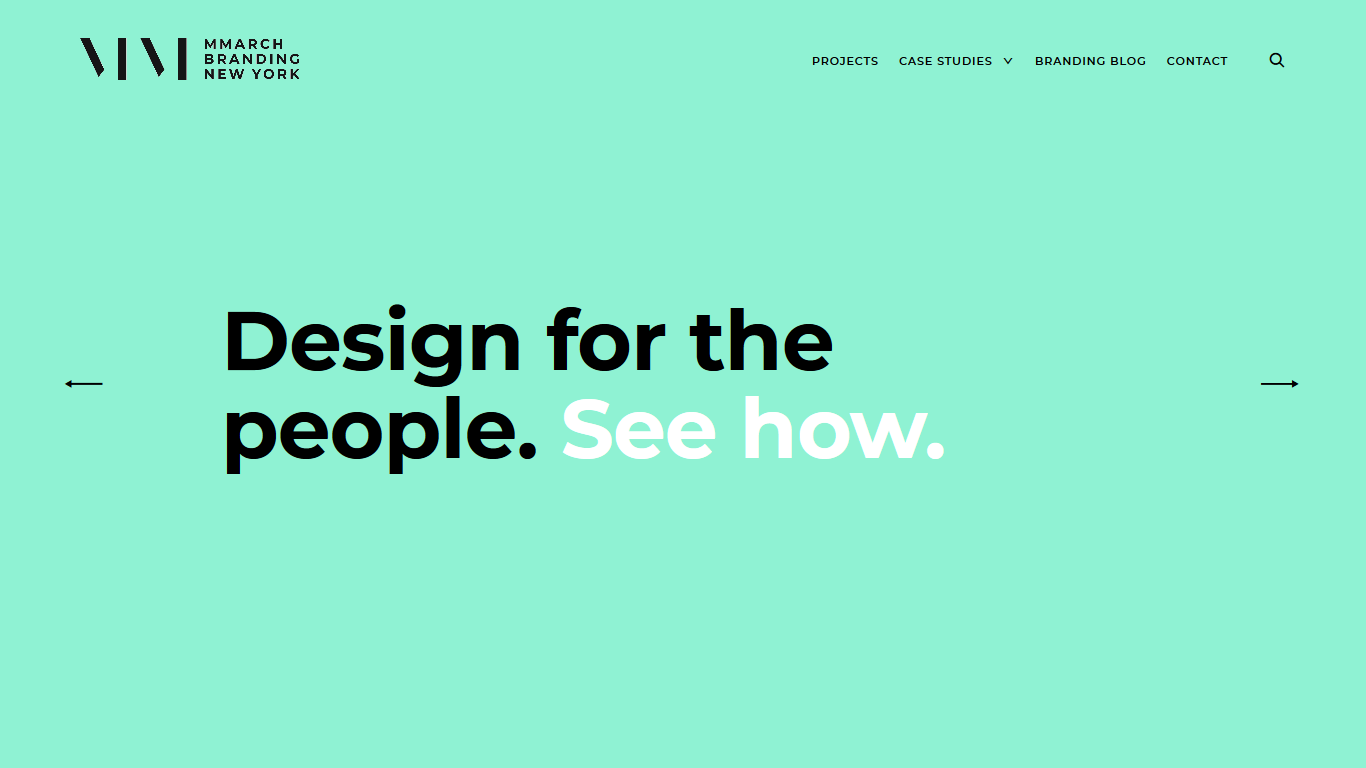 MMARCH
BRANDING
NEW YORK
PROJECTS CASE STUDIES BRANDING BLOG CONTACT
Design for the
people. See how.